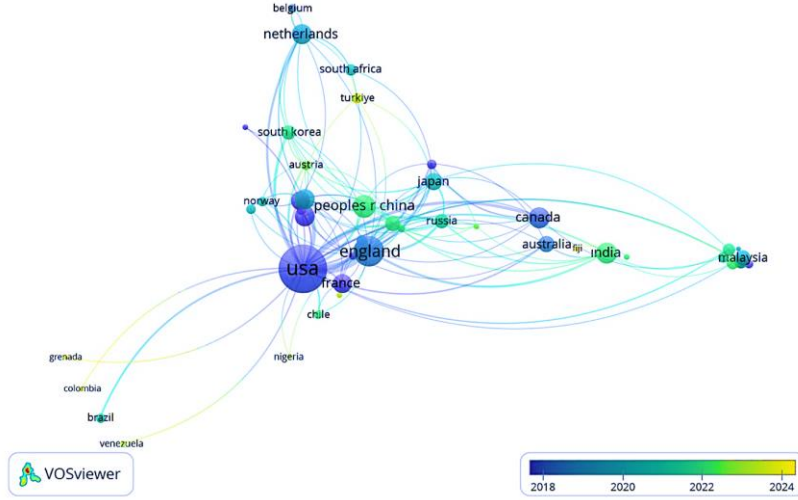 belgium
netherlands
south africa
turkiye
south korea
austria
japan
norway
peoples r china
russia
canada
england
australia
fiji
india
malaysia
usa
france
chile
grenada
nigeria
colombia
brazil
venezuela
VOSviewer
2018 2020 2022 2024